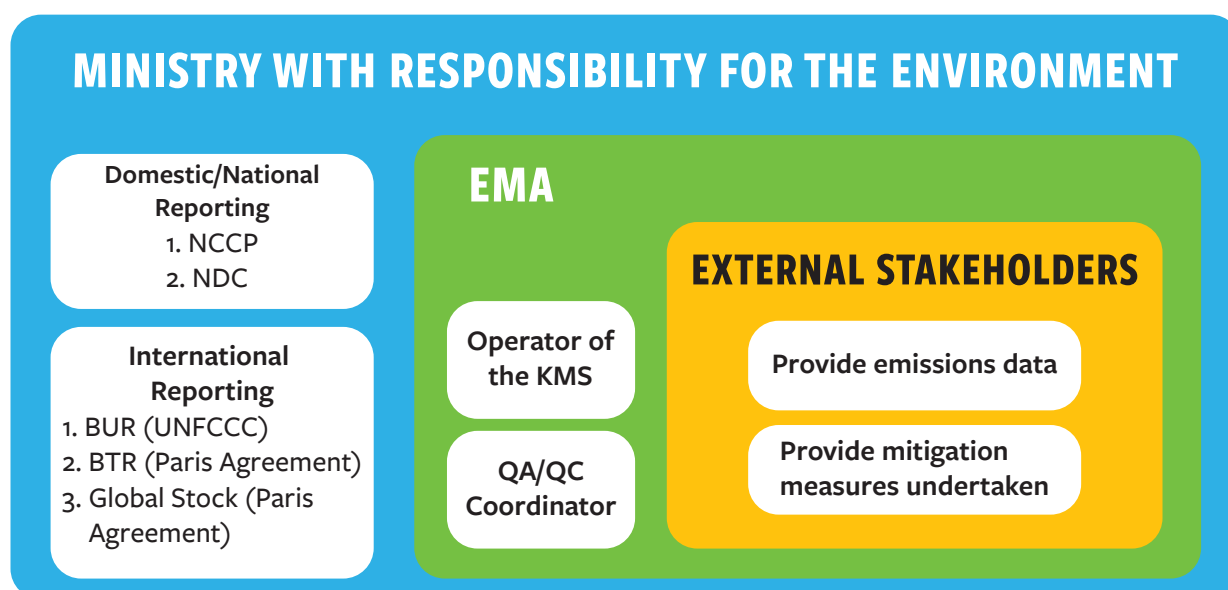 MINISTRY WITH RESPONSIBILITY FOR THE ENVIRONMENT
Domestic/National
Reporting
1. NCCP
2. NDC
International
Reporting
1. BUR (UNFCCC)
2. BTR (Paris Agreement)
3. Global Stock (Paris
Agreement)
EMA
Operator of
the KMS
QA/QC
Coordinator
EXTERNAL STAKEHOLDERS
Provide emissions data
Provide mitigation
measures undertaken